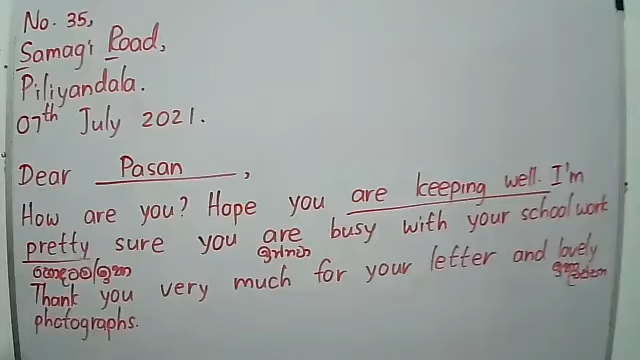 No. 35,
Samagi Road,
Piliyandala.
07th July 2021.
Dear Pasan,
How are you? Hope you are keeping well. I'm
pretty sure you are busy with your school work
Thank you very much for your letter and lovely
photographs.